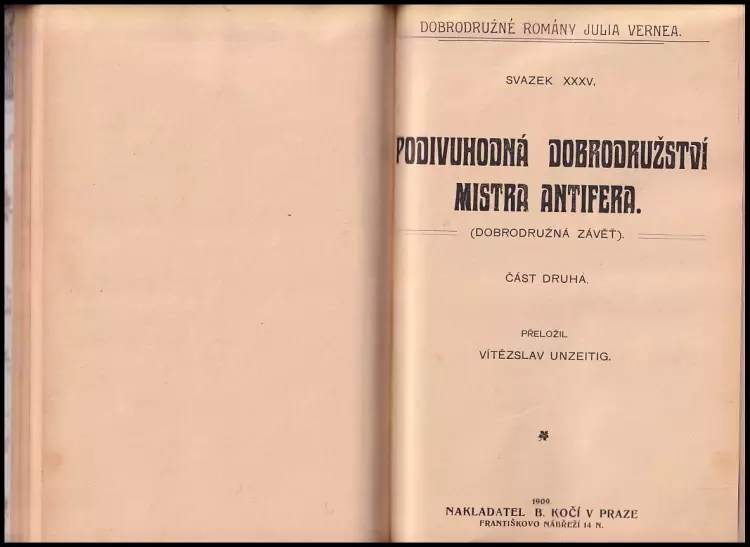 DOBRODRUŽNÉ ROMÁNY JULIA VERNEA.
SVAZEK XXXV.
PODIVUHODNÁ DOBRODRUŽSTVÍ
MISTRA ANTIFERA.
(DOBRODRUŽNÁ ZÁVĚŤ).
ČÁST DRUHÁ.
PŘELOŽIL
VÍTĚZSLAV UNZEITIG.
1909
NAKLADATEL B. KOČÍ V PRAZE
FRANTIŠKOVO NÁBŘEŽÍ 14 N.